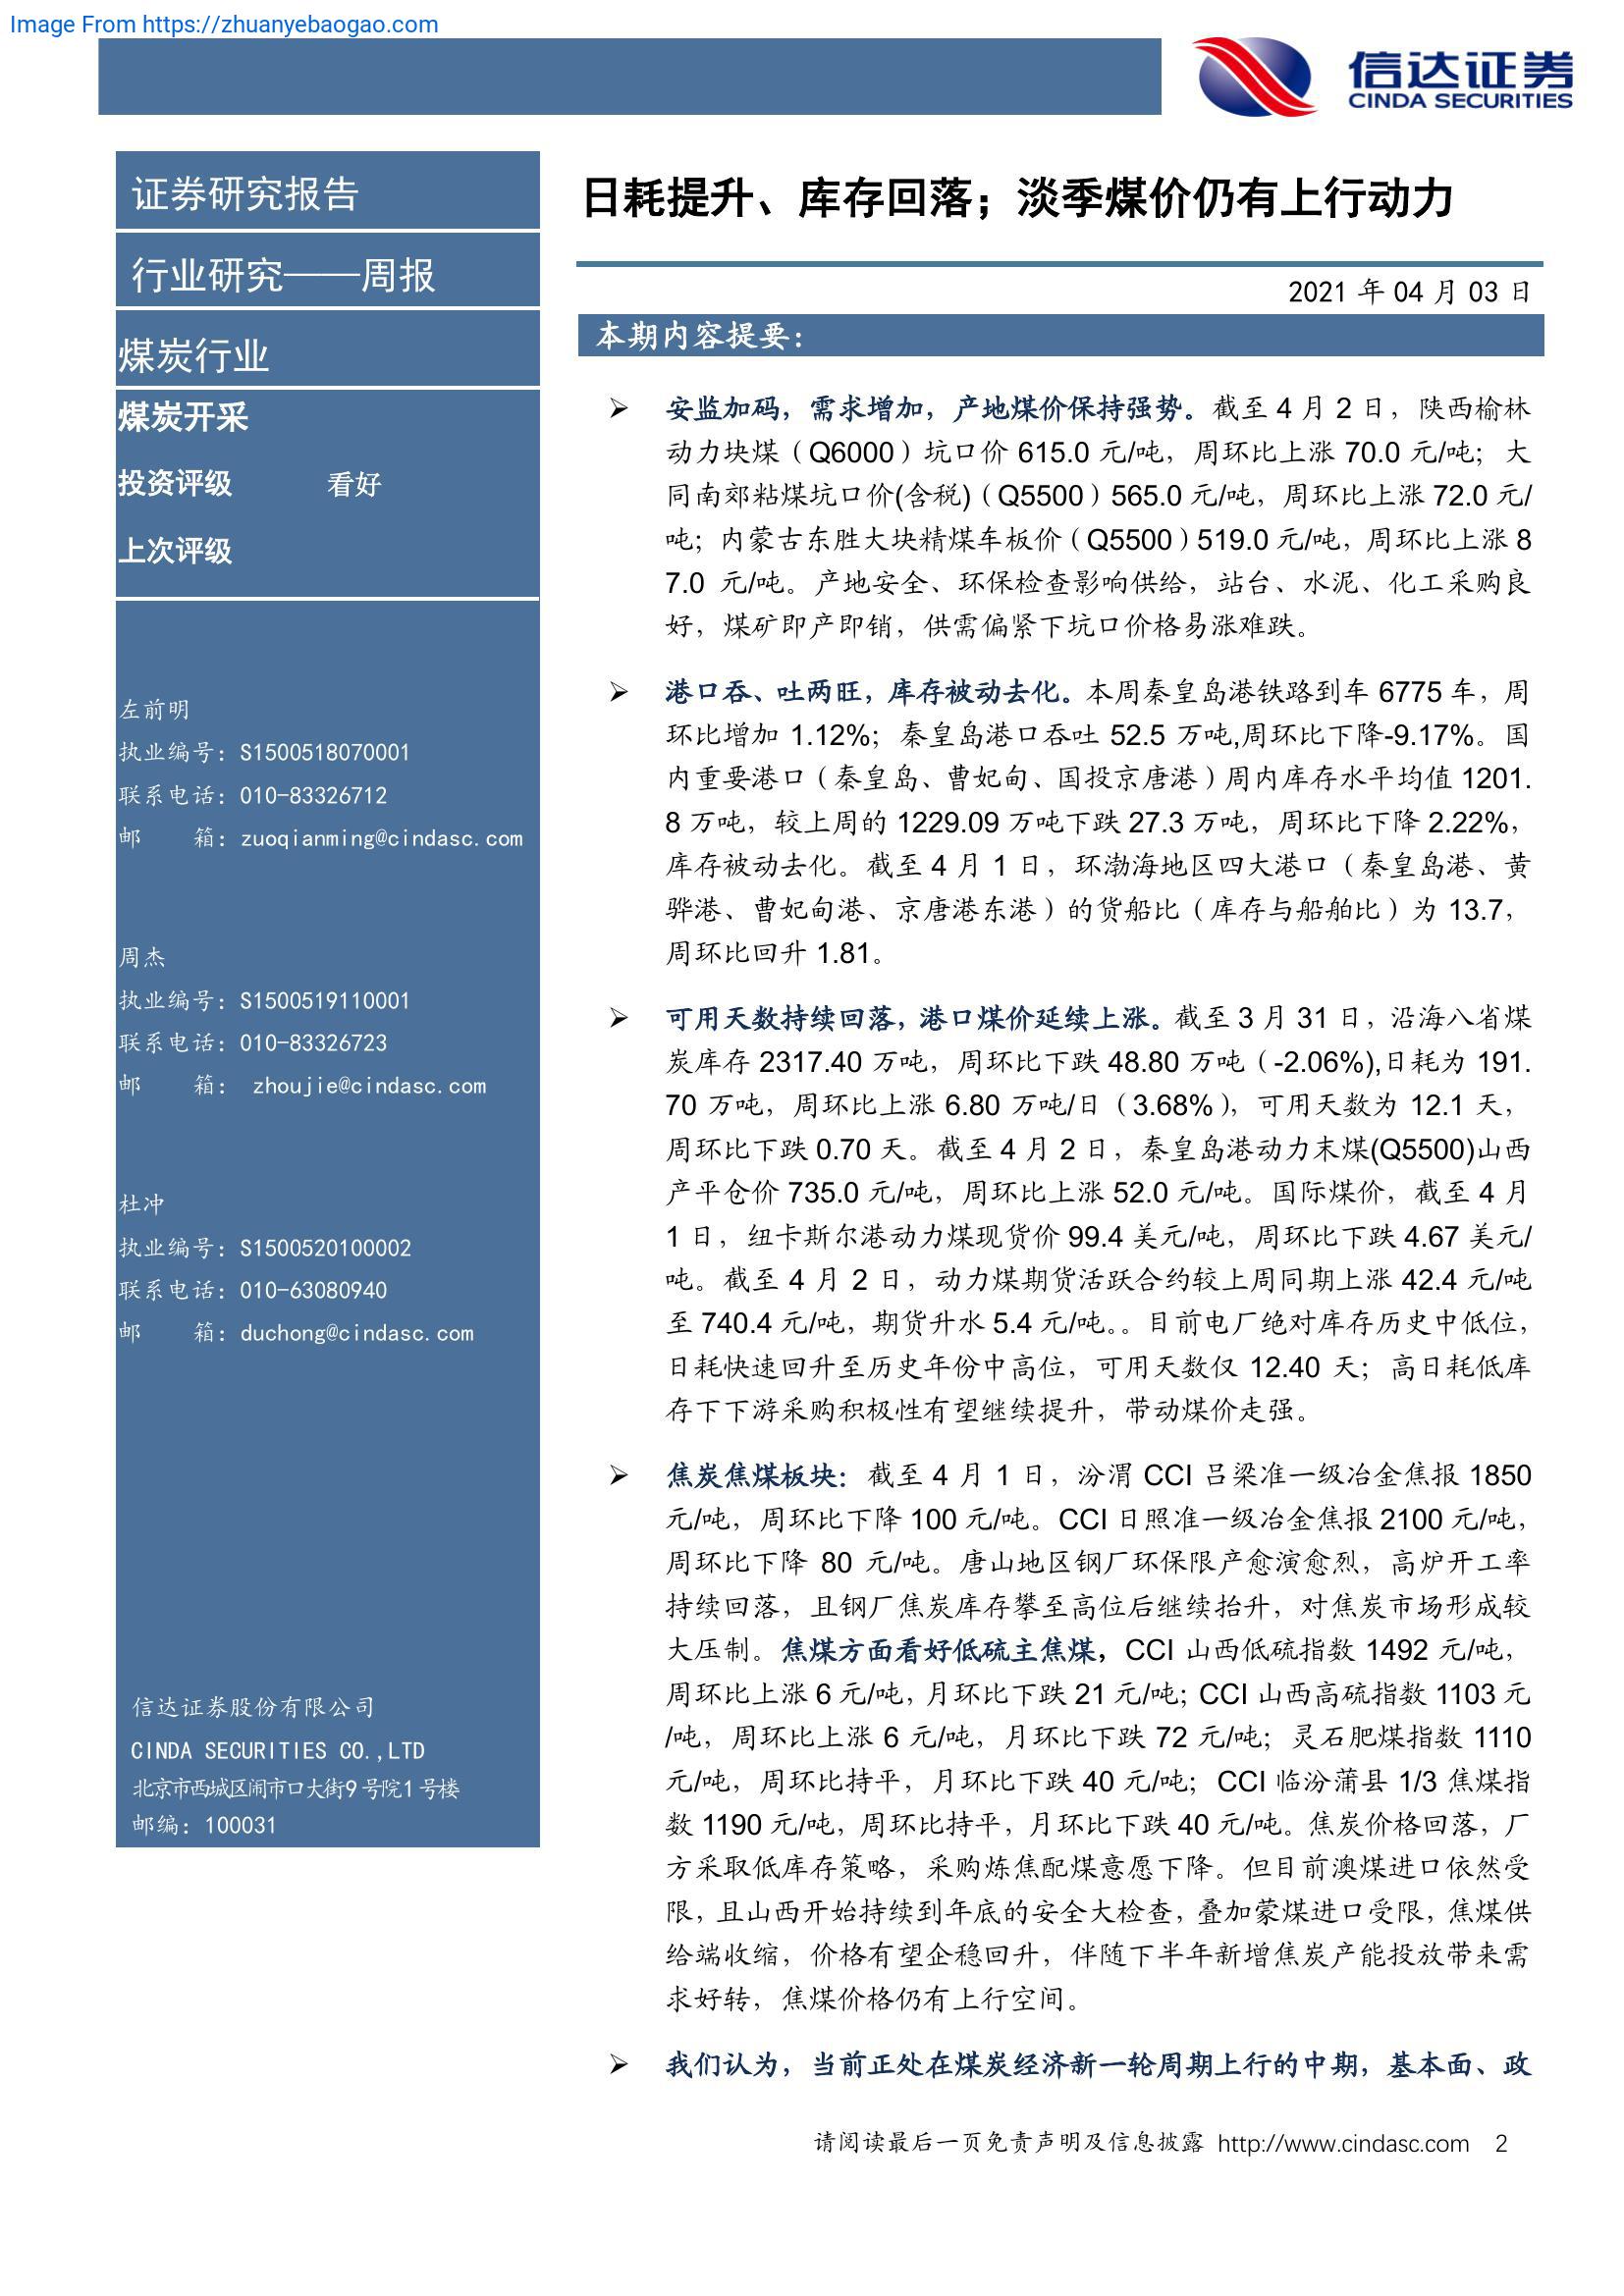 Image From https://zhuanyebaogao.com
信达证券
CINDA SECURITIES
证券研究报告
行业研究——周报
煤炭行业
煤炭开采
投资评级 看好
上次评级
左前明
执业编号：S1500518070001
联系电话：010-83326712
邮 箱：zuoqianming@cindasc.com
周杰
执业编号：S1500519110001
联系电话：010-83326723
邮 箱： zhoujie@cindasc.com
杜冲
执业编号：S1500520100002
联系电话：010-63080940
邮 箱：duchong@cindasc.com
信达证券股份有限公司
CINDA SECURITIES CO.,LTD
北京市西城区闹市口大街9号院1号楼
邮编：100031
日耗提升、库存回落；淡季煤价仍有上行动力
2021 年 04 月 03 日
本期内容提要：
➢ 安监加码，需求增加，产地煤价保持强势。截至 4 月 2 日，陕西榆林
动力块煤（Q6000）坑口价 615.0 元/吨，周环比上涨 70.0 元/吨；大
同南郊粘煤坑口价(含税)（Q5500）565.0 元/吨，周环比上涨 72.0 元/
吨；内蒙古东胜大块精煤车板价（Q5500）519.0 元/吨，周环比上涨 8
7.0 元/吨。产地安全、环保检查影响供给，站台、水泥、化工采购良
好，煤矿即产即销，供需偏紧下坑口价格易涨难跌。
➢ 港口吞、吐两旺，库存被动去化。本周秦皇岛港铁路到车 6775 车，周
环比增加 1.12%；秦皇岛港口吞吐 52.5 万吨,周环比下降-9.17%。国
内重要港口（秦皇岛、曹妃甸、国投京唐港）周内库存水平均值 1201.
8 万吨，较上周的 1229.09 万吨下跌 27.3 万吨，周环比下降 2.22%，
库存被动去化。截至 4 月 1 日，环渤海地区四大港口（秦皇岛港、黄
骅港、曹妃甸港、京唐港东港）的货船比（库存与船舶比）为 13.7，
周环比回升 1.81。
➢ 可用天数持续回落，港口煤价延续上涨。截至 3 月 31 日，沿海八省煤
炭库存 2317.40 万吨，周环比下跌 48.80 万吨（-2.06%),日耗为 191.
70 万吨，周环比上涨 6.80 万吨/日（3.68%），可用天数为 12.1 天，
周环比下跌 0.70 天。截至 4 月 2 日，秦皇岛港动力末煤(Q5500)山西
产平仓价 735.0 元/吨，周环比上涨 52.0 元/吨。国际煤价，截至 4 月
1 日，纽卡斯尔港动力煤现货价 99.4 美元/吨，周环比下跌 4.67 美元/
吨。截至 4 月 2 日，动力煤期货活跃合约较上周同期上涨 42.4 元/吨
至 740.4 元/吨，期货升水 5.4 元/吨。。目前电厂绝对库存历史中低位，
日耗快速回升至历史年份中高位，可用天数仅 12.40 天；高日耗低库
存下下游采购积极性有望继续提升，带动煤价走强。
➢ 焦炭焦煤板块：截至 4 月 1 日，汾渭 CCI 吕梁准一级冶金焦报 1850
元/吨，周环比下降 100 元/吨。CCI 日照准一级冶金焦报 2100 元/吨，
周环比下降 80 元/吨。唐山地区钢厂环保限产愈演愈烈，高炉开工率
持续回落，且钢厂焦炭库存攀至高位后继续抬升，对焦炭市场形成较
大压制。焦煤方面看好低硫主焦煤，CCI 山西低硫指数 1492 元/吨，
周环比上涨 6 元/吨，月环比下跌 21 元/吨；CCI 山西高硫指数 1103 元
/吨，周环比上涨 6 元/吨，月环比下跌 72 元/吨；灵石肥煤指数 1110
元/吨，周环比持平，月环比下跌 40 元/吨；CCI 临汾蒲县 1/3 焦煤指
数 1190 元/吨，周环比持平，月环比下跌 40 元/吨。焦炭价格回落，厂
方采取低库存策略，采购炼焦配煤意愿下降。但目前澳煤进口依然受
限，且山西开始持续到年底的安全大检查，叠加蒙煤进口受限，焦煤供
给端收缩，价格有望企稳回升，伴随下半年新增焦炭产能投放带来需
求好转，焦煤价格仍有上行空间。
➢ 我们认为，当前正处在煤炭经济新一轮周期上行的中期，基本面、政
请阅读最后一页免责声明及信息披露 http://www.cindasc.com 2